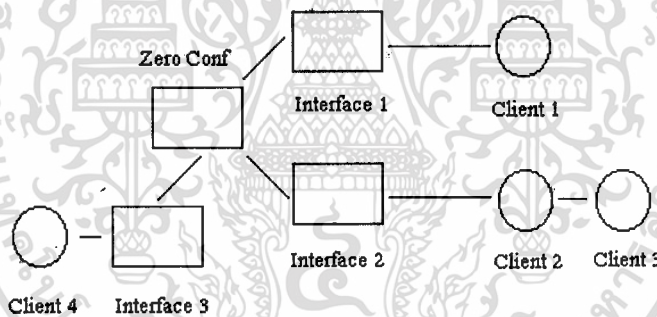 Zero Conf
Interface 1
Client 1
Interface 2
Client 2
Client 3
Client 4
Interface 3